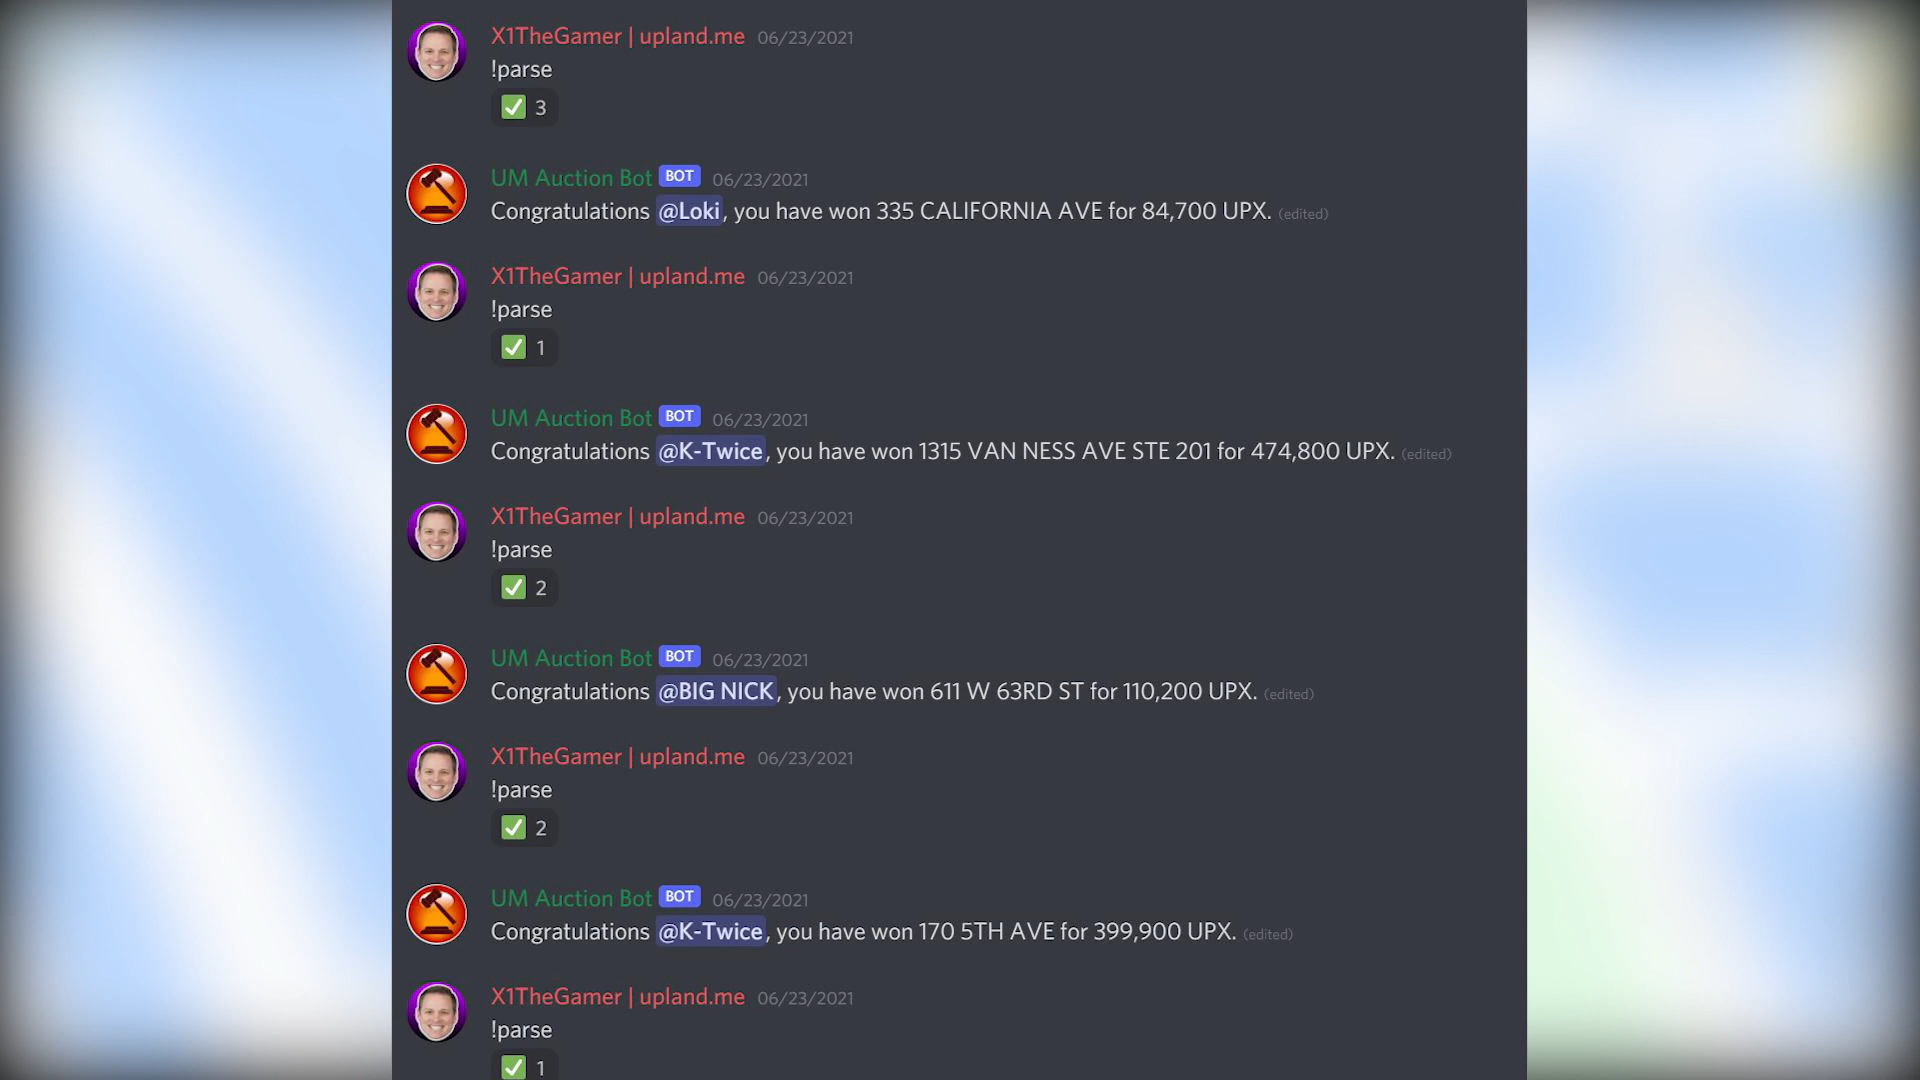 X1TheGamer | upland.me 06/23/2021
!parse
✅ 3
UM Auction Bot BOT 06/23/2021
Congratulations @Loki, you have won 335 CALIFORNIA AVE for 84,700 UPX. (edited)
X1TheGamer | upland.me 06/23/2021
!parse
✅ 1
UM Auction Bot BOT 06/23/2021
Congratulations @K-Twice, you have won 1315 VAN NESS AVE STE 201 for 474,800 UPX. (edited)
X1TheGamer | upland.me 06/23/2021
!parse
✅ 2
UM Auction Bot BOT 06/23/2021
Congratulations @BIG NICK, you have won 611 W 63RD ST for 110,200 UPX. (edited)
X1TheGamer | upland.me 06/23/2021
!parse
✅ 2
UM Auction Bot BOT 06/23/2021
Congratulations @K-Twice, you have won 170 5TH AVE for 399,900 UPX. (edited)
X1TheGamer | upland.me 06/23/2021
!parse
✅ 1